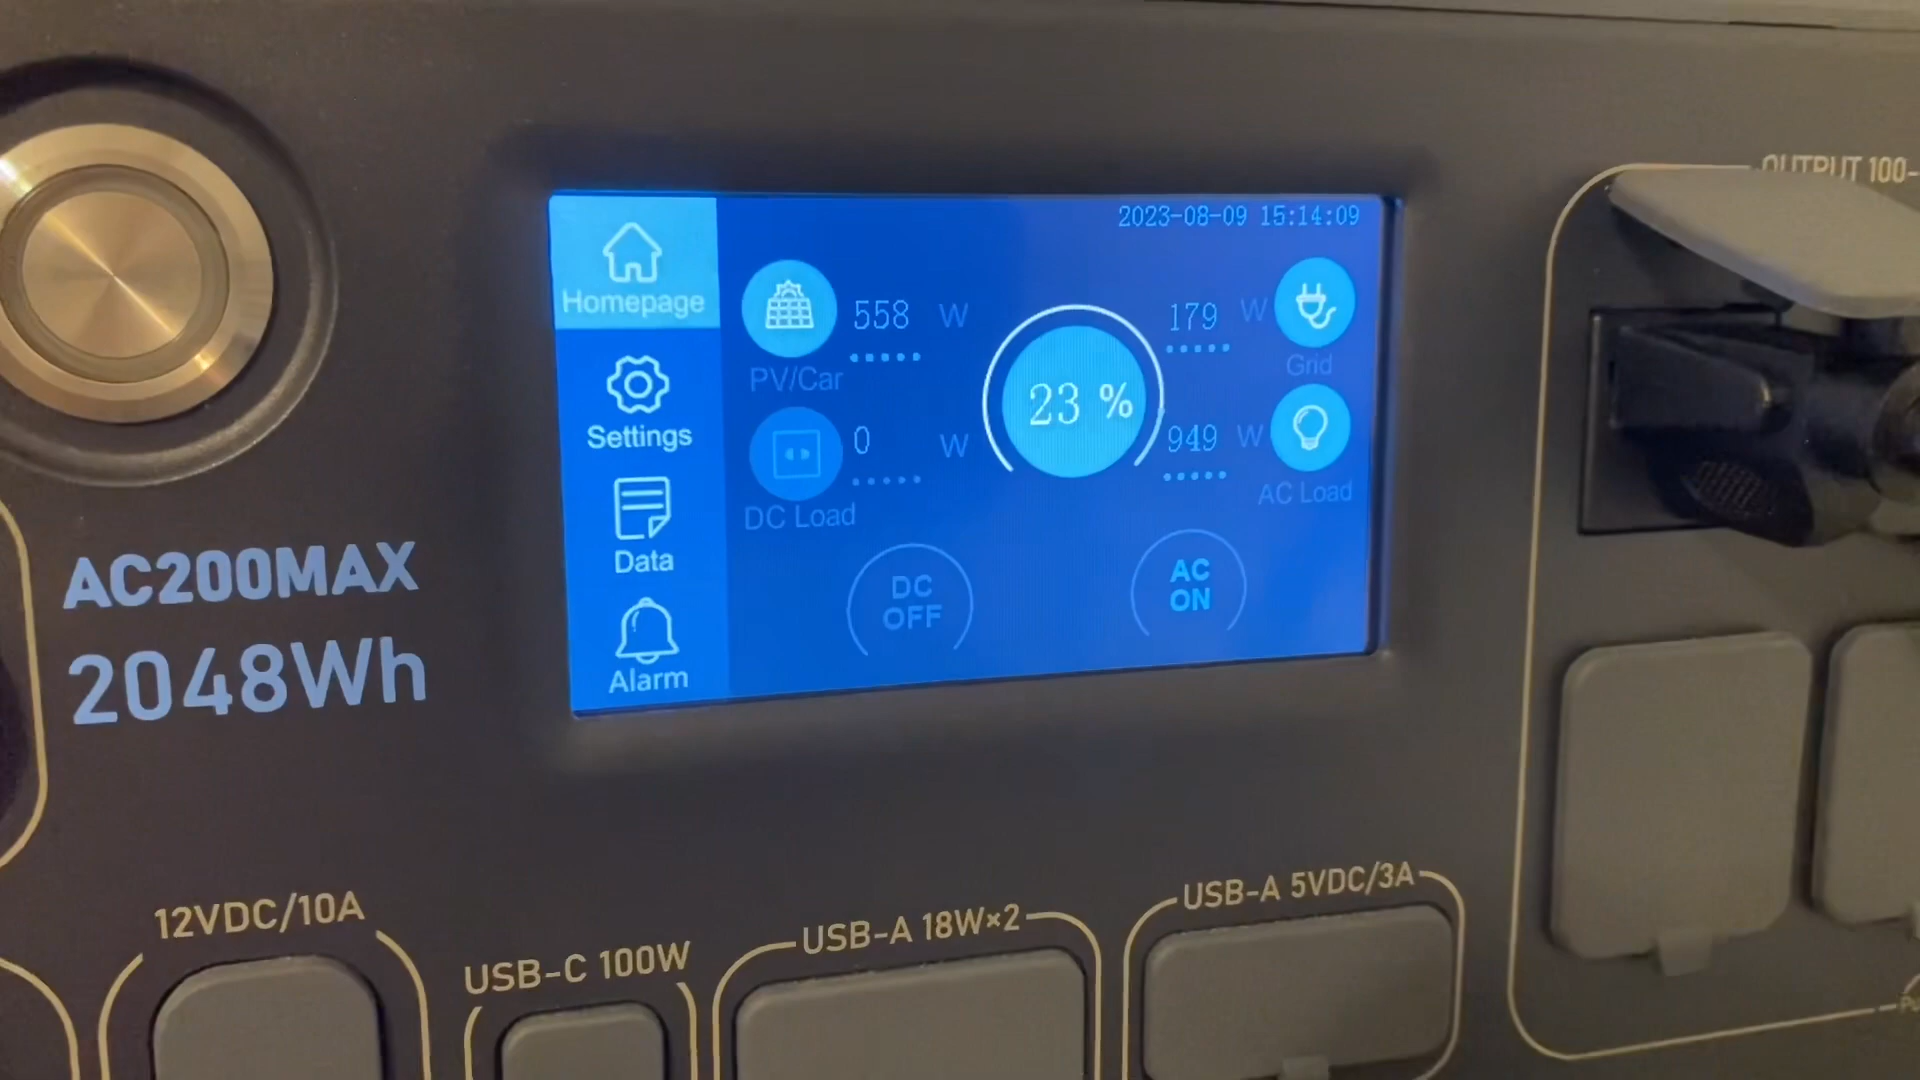 OUTPUT 100-
2023-08-09 15:14:09
Homepage
558 W
PV/Car
179 W
Grid
23 %
Settings
0 W
DC Load
949 W
AC Load
Data
DC
OFF
AC
ON
Alarm
AC200MAX
2048Wh
12VDC/10A
USB-C 100W
USB-A 18W×2
USB-A 5VDC/3A